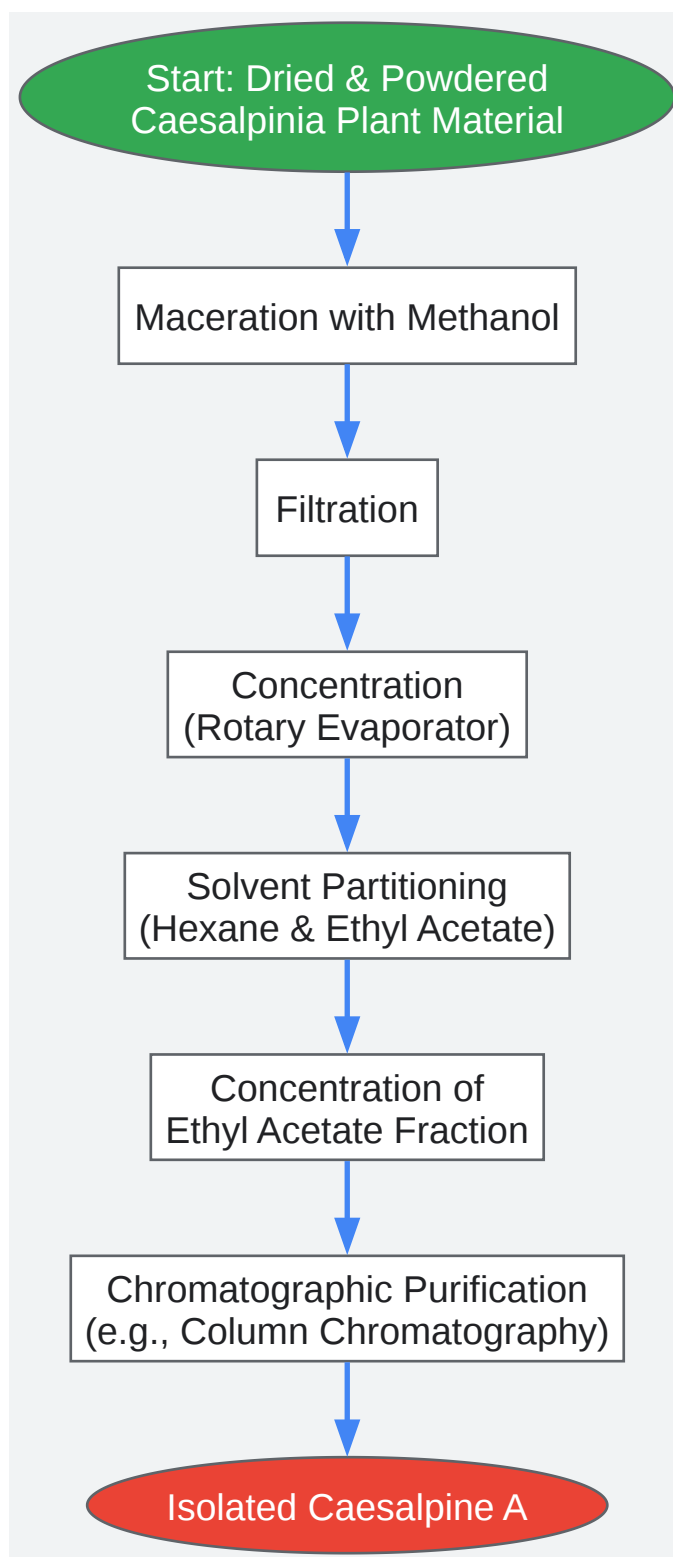 Start: Dried & Powdered
Caesalpinia Plant Material
Maceration with Methanol
Filtration
Concentration
(Rotary Evaporator)
Solvent Partitioning
(Hexane & Ethyl Acetate)
Concentration of
Ethyl Acetate Fraction
Chromatographic Purification
(e.g., Column Chromatography)
Isolated Caesalpine A